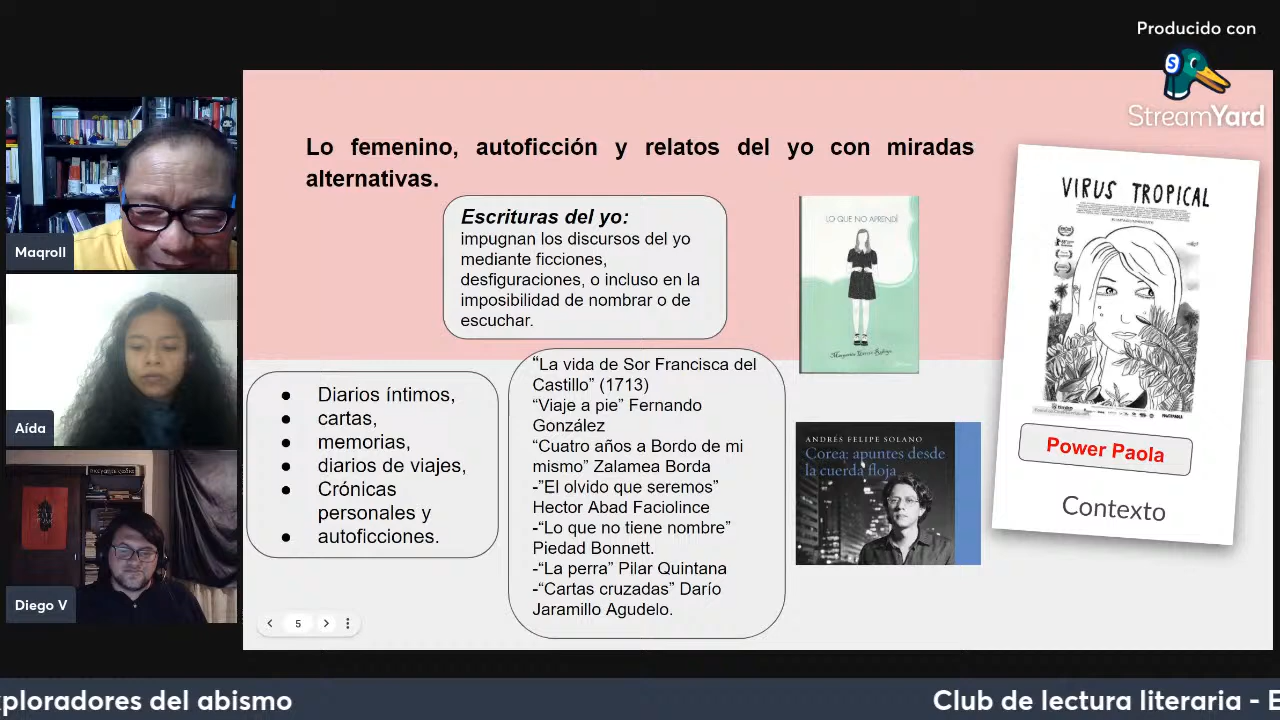 Producido con
StreamYard
Lo femenino, autoficción y relatos del yo con miradas
alternativas.
Escrituras del yo:
impugnan los discursos del yo
mediante ficciones,
desfiguraciones, o incluso en la
imposibilidad de nombrar o de
escuchar.
LO QUE NO APRENDÍ
VIRUS TROPICAL
Maqroll
Aída
Diego V
● Diarios íntimos,
● cartas,
● memorias,
● diarios de viajes,
● Crónicas
personales y
● autoficciones.
“La vida de Sor Francisca del
Castillo” (1713)
“Viaje a pie” Fernando
González
“Cuatro años a Bordo de mi
mismo” Zalamea Borda
-”El olvido que seremos”
Hector Abad Faciolince
-“Lo que no tiene nombre”
Piedad Bonnett.
-“La perra” Pilar Quintana
-“Cartas cruzadas” Darío
Jaramillo Agudelo.
ANDRÉS FELIPE SOLANO
Corea: apuntes desde
la cuerda floja
Power Paola
Contexto
5
xploradores del abismo
Club de lectura literaria - E